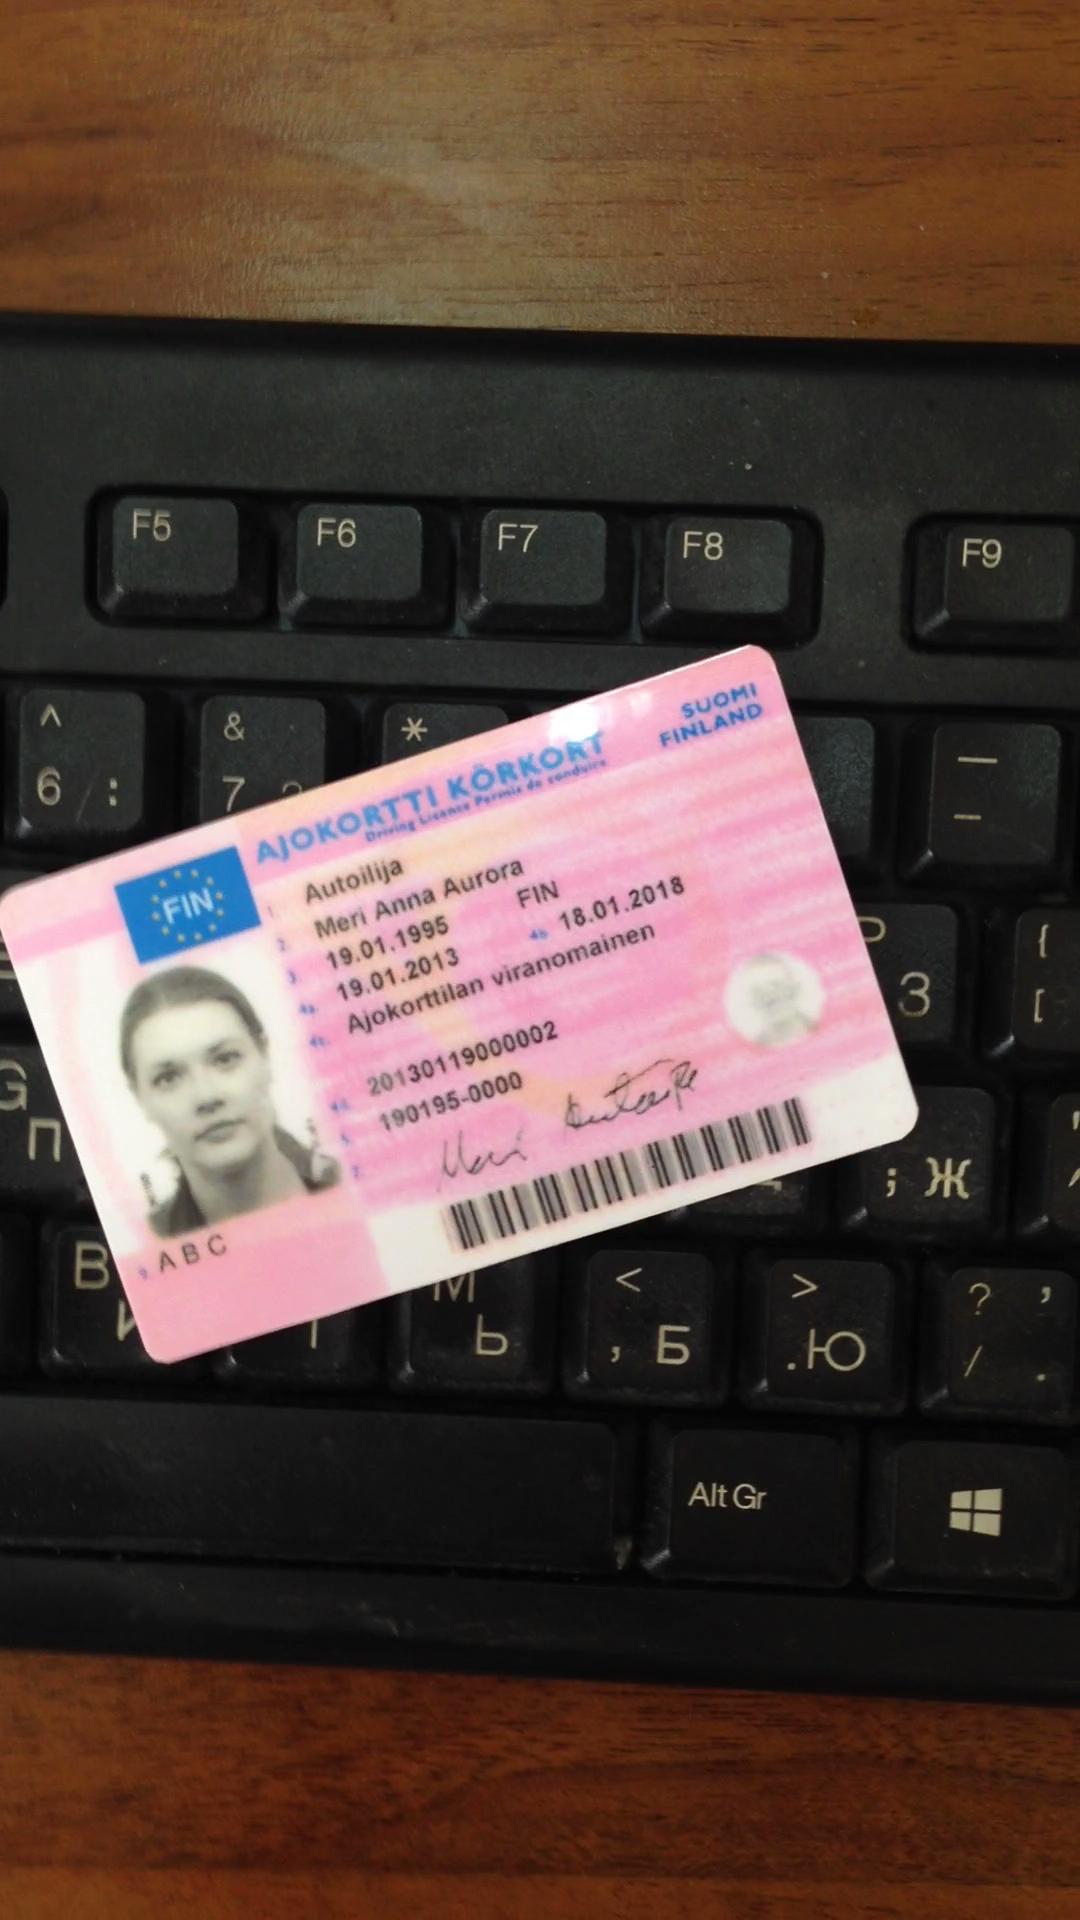 F5 F6 F7 F8 F9
^ & *
6 : 7
SUOMI
FINLAND
AJOKORTTI KÖRKORT
Driving Licence Permis de conduire
FIN
1. Autoilija
2. Meri Anna Aurora
3. 19.01.1995 FIN
4a. 19.01.2013 4b. 18.01.2018
4c. Ajokorttilan viranomainen
4d. 20130119000002
5. 190195-0000
7. Meri Autoilija
9. A B C
З { [
G П
; Ж
В И М Ь
< , Б
> . Ю
? , / .
Alt Gr